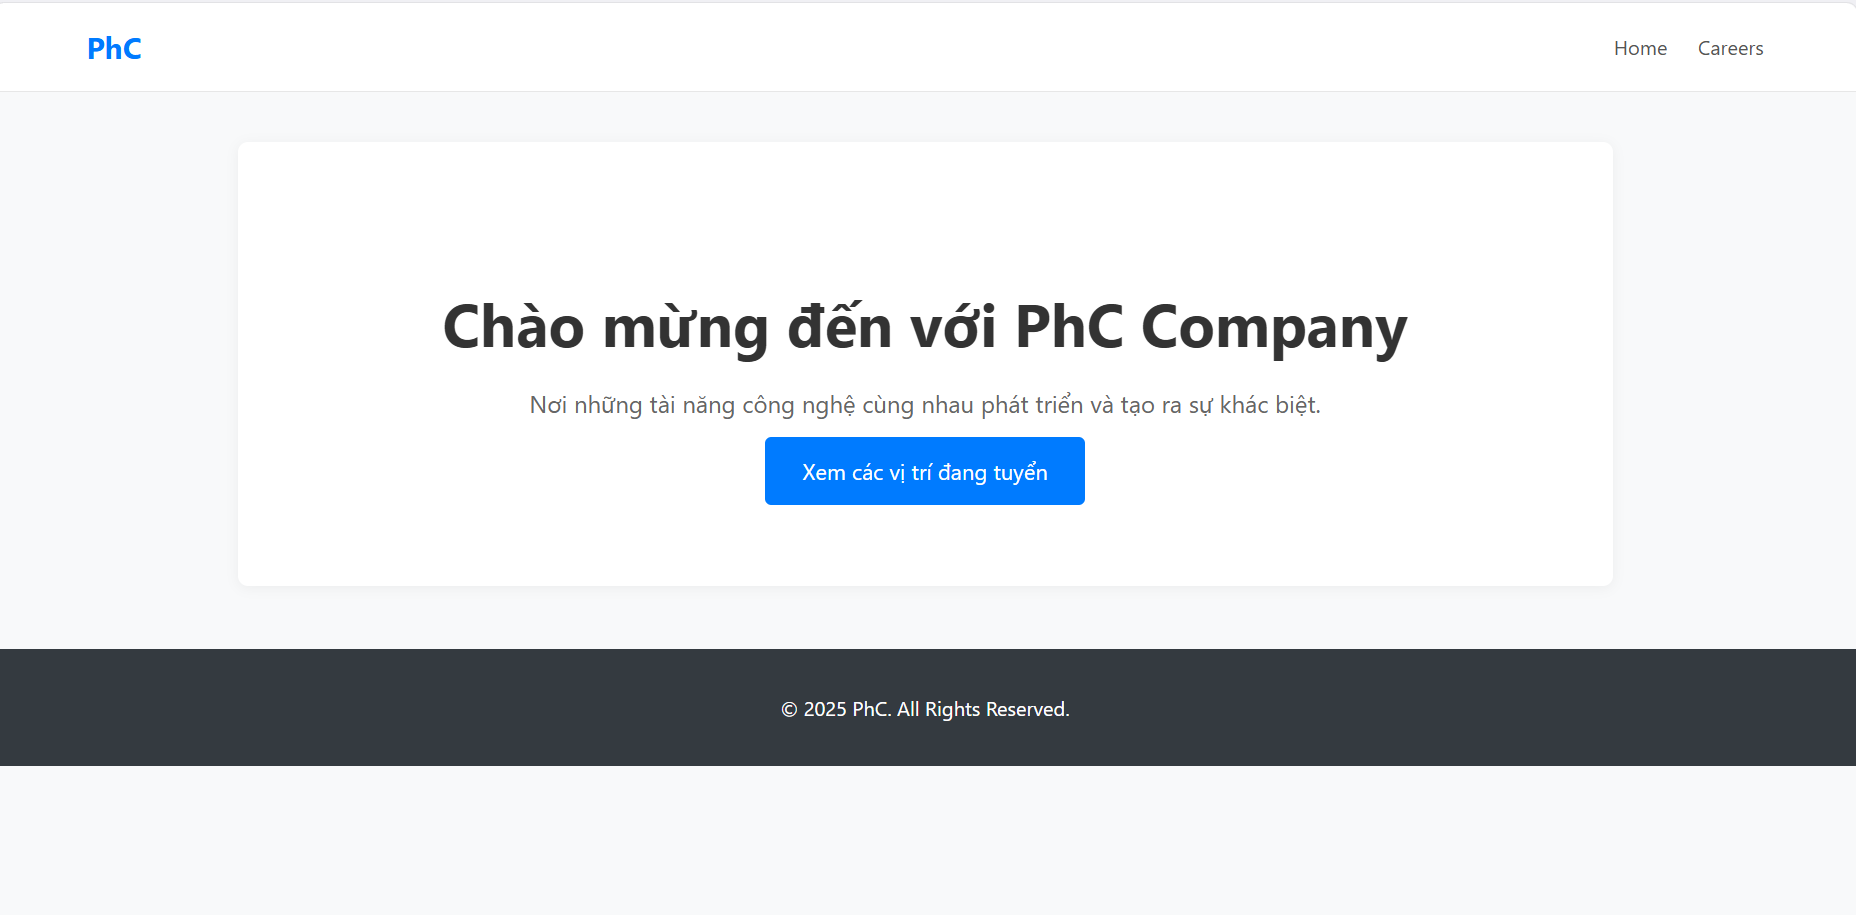 PhC
Home
Careers
Chào mừng đến với PhC Company
Nơi những tài năng công nghệ cùng nhau phát triển và tạo ra sự khác biệt.
Xem các vị trí đang tuyển
© 2025 PhC. All Rights Reserved.